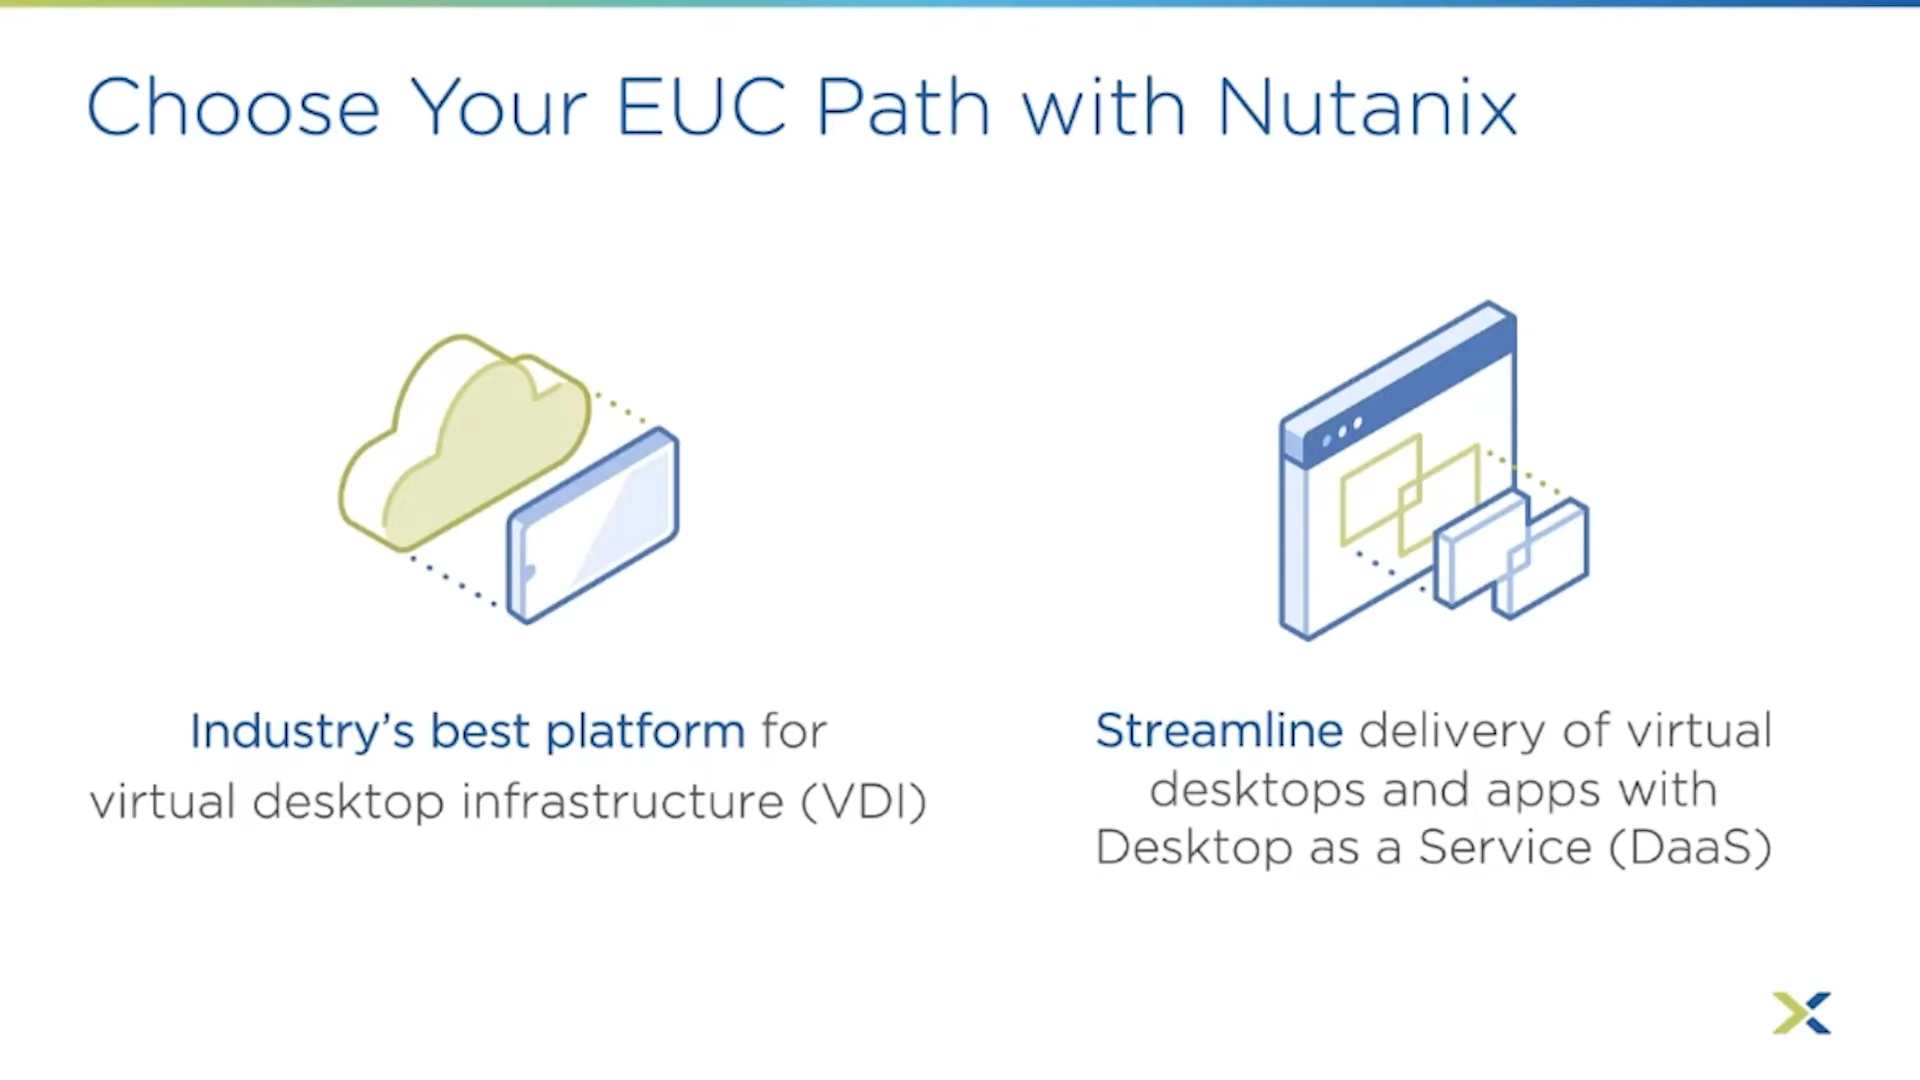 Choose Your EUC Path with Nutanix
Industry's best platform for
virtual desktop infrastructure (VDI)
Streamline delivery of virtual
desktops and apps with
Desktop as a Service (DaaS)